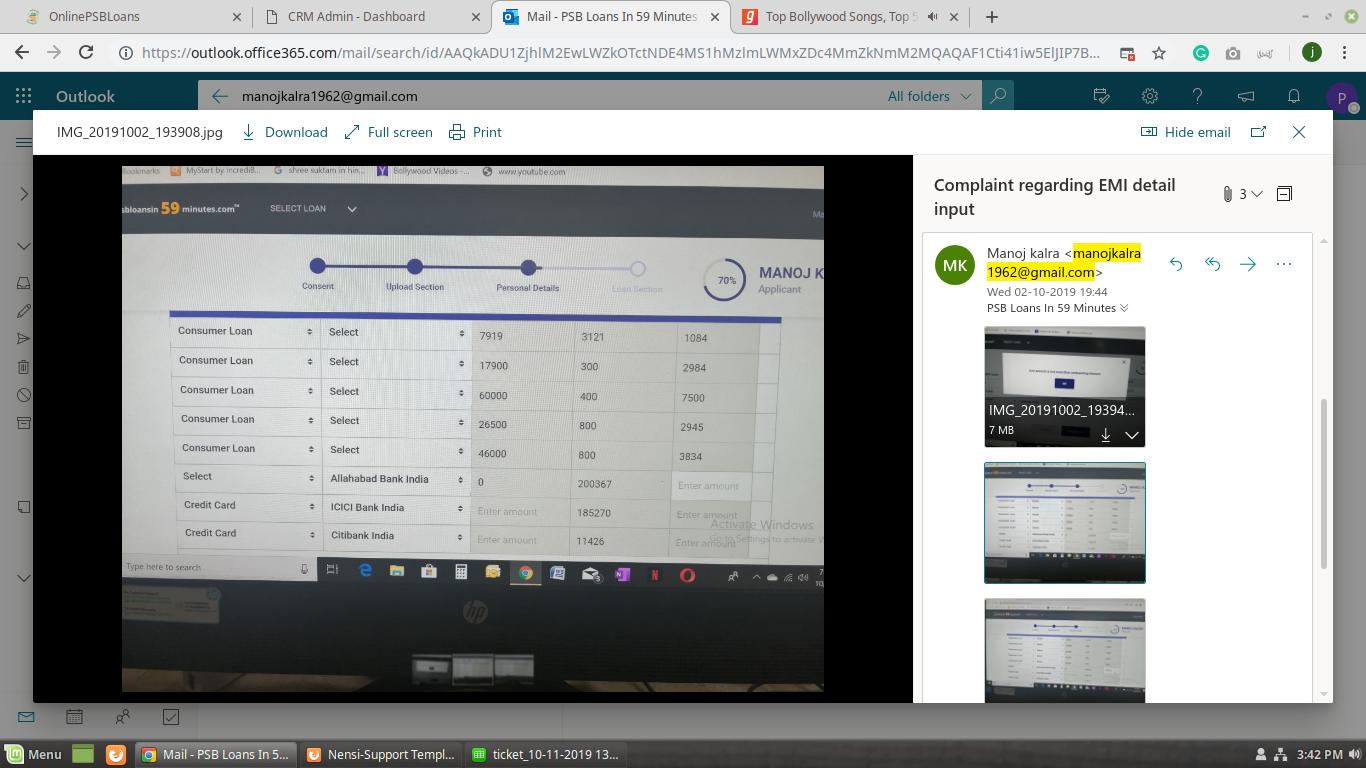 OnlinePSBLoans
CRM Admin - Dashboard
Mail - PSB Loans In 59 Minutes
Top Bollywood Songs, Top 5
https://outlook.office365.com/mail/search/id/
Outlook
manojkalra1962@gmail.com
All folders
P
IMG_20191002_193908.jpg
Download
Full screen
Print
Hide email
Bookmarks
MyStart by IncrediB...
shree suktam in hin...
Bollywood Videos -...
www.youtube.com
59 minutes.com™
SELECT LOAN
Consent
Upload Section
Personal Details
Loan Section
70%
MANOJ K
Applicant
Consumer Loan Select 7919 3121 1084
Consumer Loan Select 17900 300 2984
Consumer Loan Select 60000 400 7500
Consumer Loan Select 26500 800 2945
Consumer Loan Select 46000 800 3834
Select Allahabad Bank India 0 200367 Enter amount
Credit Card ICICI Bank India Enter amount 185270 Enter amount
Credit Card Citibank India Enter amount 11426 Enter amount
Activate Windows
Go to Settings to activate W
Type here to search
hp
Complaint regarding EMI detail
input
3
MK
Manoj kalra <manojkalra
1962@gmail.com>
Wed 02-10-2019 19:44
PSB Loans In 59 Minutes
IMG_20191002_19394...
7 MB
Menu
Mail - PSB Loans In 5...
Nensi-Support Templ...
ticket_10-11-2019 13...
3:42 PM